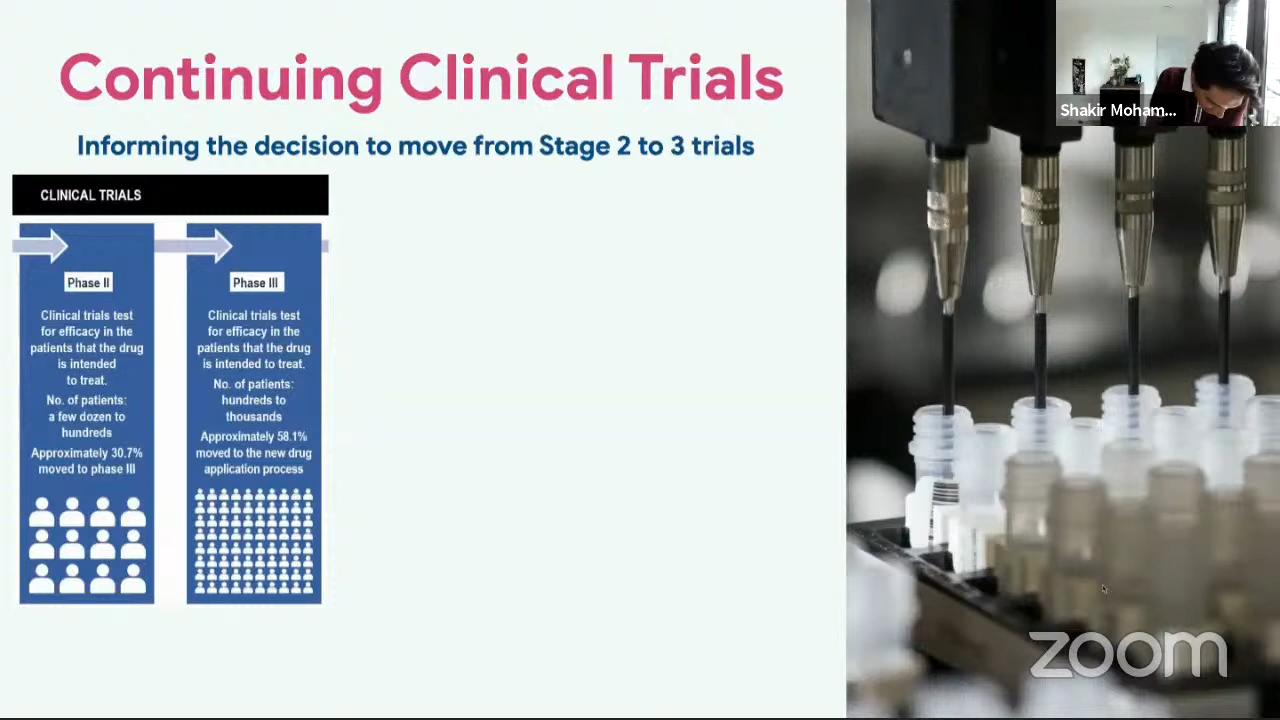 Continuing Clinical Trials
Informing the decision to move from Stage 2 to 3 trials
CLINICAL TRIALS
Phase II
Clinical trials test
for efficacy in the
patients that the drug
is intended
to treat.
No. of patients:
a few dozen to
hundreds
Approximately 30.7%
moved to phase III
Phase III
Clinical trials test
for efficacy in the
patients that the drug
is intended to treat.
No. of patients:
hundreds to
thousands
Approximately 58.1%
moved to the new drug
application process
Shakir Moham...
zoom